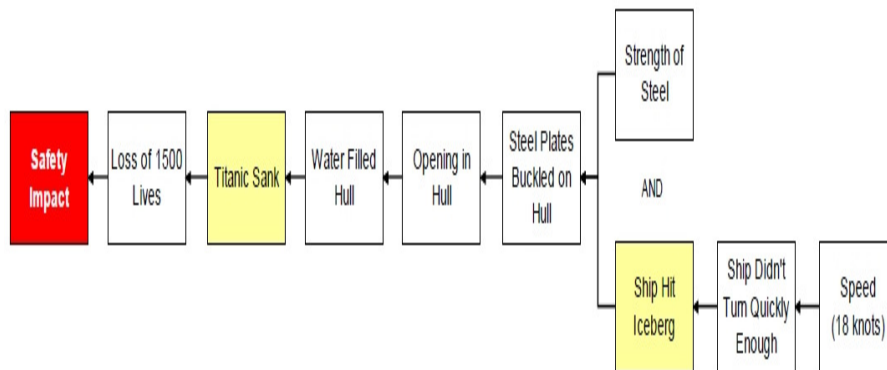 Safety
Impact
Loss of 1500
Lives
Titanic Sank
Water Filled
Hull
Opening in
Hull
Steel Plates
Buckled on
Hull
Strength of
Steel
AND
Ship Hit
Iceberg
Ship Didn't
Turn Quickly
Enough
Speed
(18 knots)